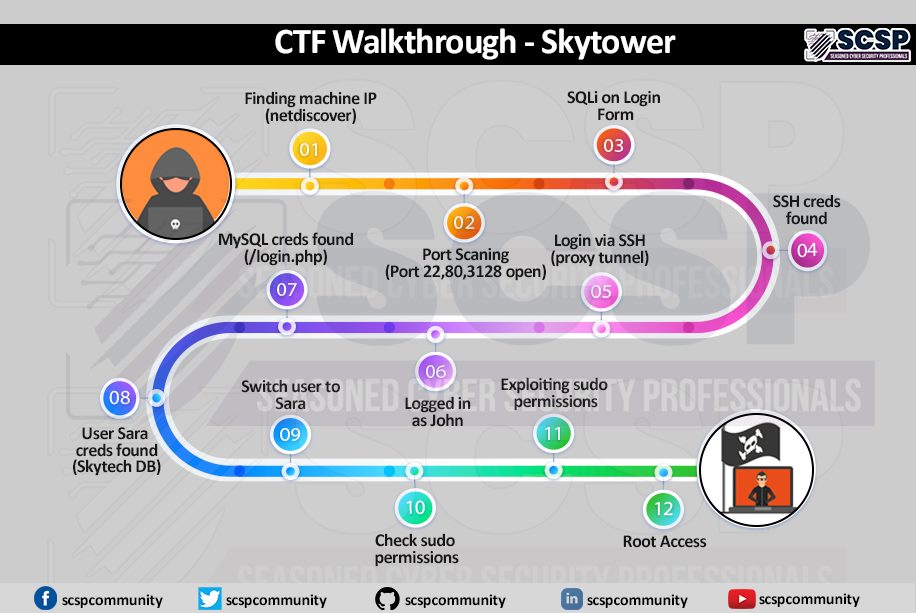 CTF Walkthrough - Skytower
SCSP
SEASONED CYBER SECURITY PROFESSIONALS
Finding machine IP
(netdiscover)
01
02
Port Scaning
(Port 22,80,3128 open)
SQLi on Login
Form
03
SSH creds
found
04
Login via SSH
(proxy tunnel)
05
06
Logged in
as John
MySQL creds found
(/login.php)
07
08
User Sara
creds found
(Skytech DB)
Switch user to
Sara
09
10
Check sudo
permissions
Exploiting sudo
permissions
11
12
Root Access
SCSP
SEASONED CYBER SECURITY PROFESSIONALS
scspcommunity
scspcommunity
scspcommunity
scspcommunity
scspcommunity